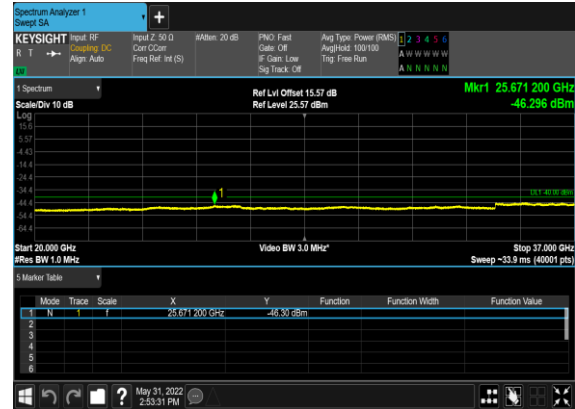 Spectrum Analyzer 1
Swept SA
+
KEYSIGHT Input: RF Input Z: 50 Ω #Atten: 20 dB PNO: Fast Avg Type: Power (RMS) 1 2 3 4 5 6
R T Coupling: DC Corr CCorr Gate: Off Avg|Hold: 100/100 A W W W W W
Align: Auto Freq Ref: Int (S) IF Gain: Low Trig: Free Run
Sig Track: Off A N N N N N
1 Spectrum Ref Lvl Offset 15.57 dB Mkr1 25.671 200 GHz
Scale/Div 10 dB Ref Level 25.57 dBm -46.296 dBm
Log
15.6
5.57
-4.43
-14.4
-24.4
-34.4 1 DL1 -40.00 dBm
-44.4
-54.4
-64.4
Start 20.000 GHz Video BW 3.0 MHz* Stop 37.000 GHz
#Res BW 1.0 MHz Sweep ~33.9 ms (40001 pts)
5 Marker Table
Mode Trace Scale X Y Function Function Width Function Value
1 N 1 f 25.671 200 GHz -46.30 dBm
2
3
4
5
6
? May 31, 2022
2:53:31 PM